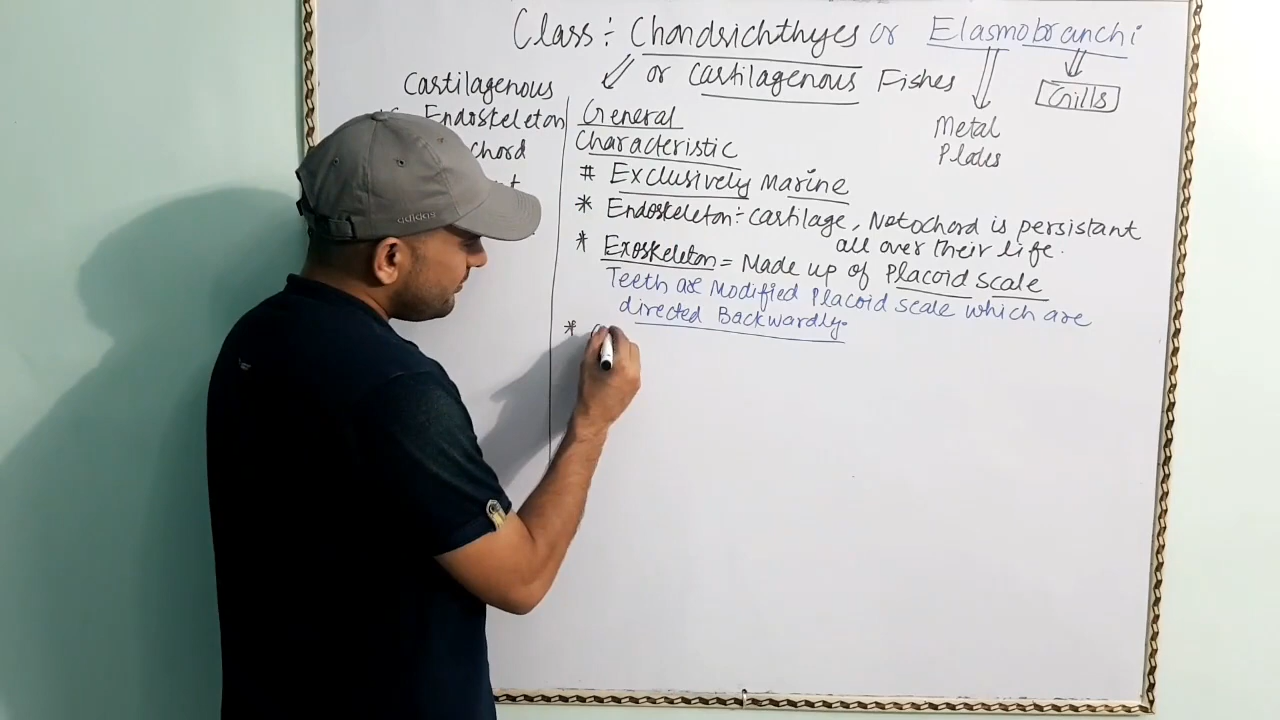 Class ÷ Chondrichthyes or Elasmobranchi
or Cartilagenous Fishes
Gills
Metal
Plates
Cartilagenous
Endoskeleton
chord
General
Characteristic
# Exclusively Marine
* Endoskeleton ÷ Cartilage, Notochord is persistant
all over their life.
* Exoskeleton = Made up of Placoid scale
Teeth are Modified Placoid scale which are
directed Backwardly.
*
adidas